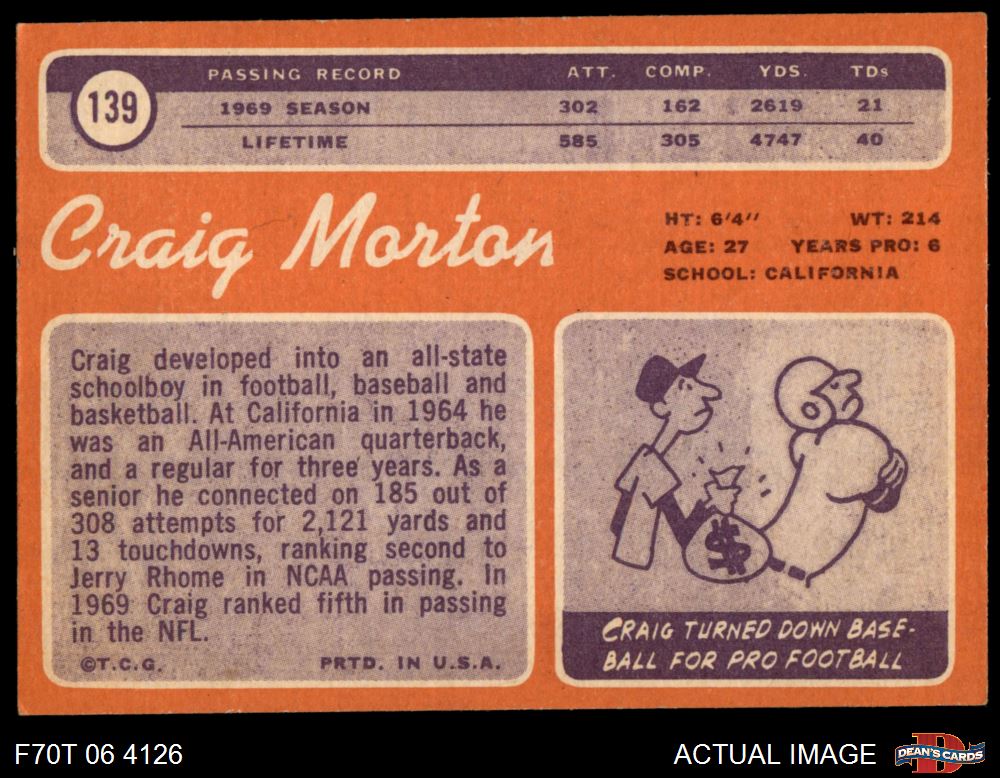 139
PASSING RECORD ATT. COMP. YDS. TDs
1969 SEASON 302 162 2619 21
LIFETIME 585 305 4747 40
Craig Morton
HT: 6'4'' WT: 214
AGE: 27 YEARS PRO: 6
SCHOOL: CALIFORNIA
Craig developed into an all-state
schoolboy in football, baseball and
basketball. At California in 1964 he
was an All-American quarterback,
and a regular for three years. As a
senior he connected on 185 out of
308 attempts for 2,121 yards and
13 touchdowns, ranking second to
Jerry Rhome in NCAA passing. In
1969 Craig ranked fifth in passing
in the NFL.
©T.C.G. PRTD. IN U.S.A.
CRAIG TURNED DOWN BASE-
BALL FOR PRO FOOTBALL
F70T 06 4126
ACTUAL IMAGE
DEAN'S CARDS